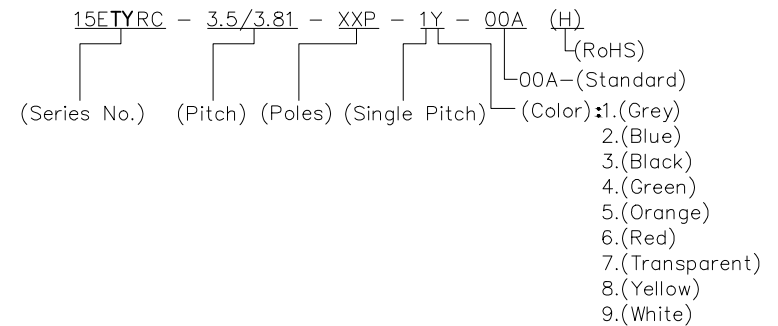 15ETYRC - 3.5/3.81 - XXP - 1Y - 00A (H)
(RoHS)
00A-(Standard)
(Series No.) (Pitch) (Poles) (Single Pitch) (Color):1.(Grey)
2.(Blue)
3.(Black)
4.(Green)
5.(Orange)
6.(Red)
7.(Transparent)
8.(Yellow)
9.(White)